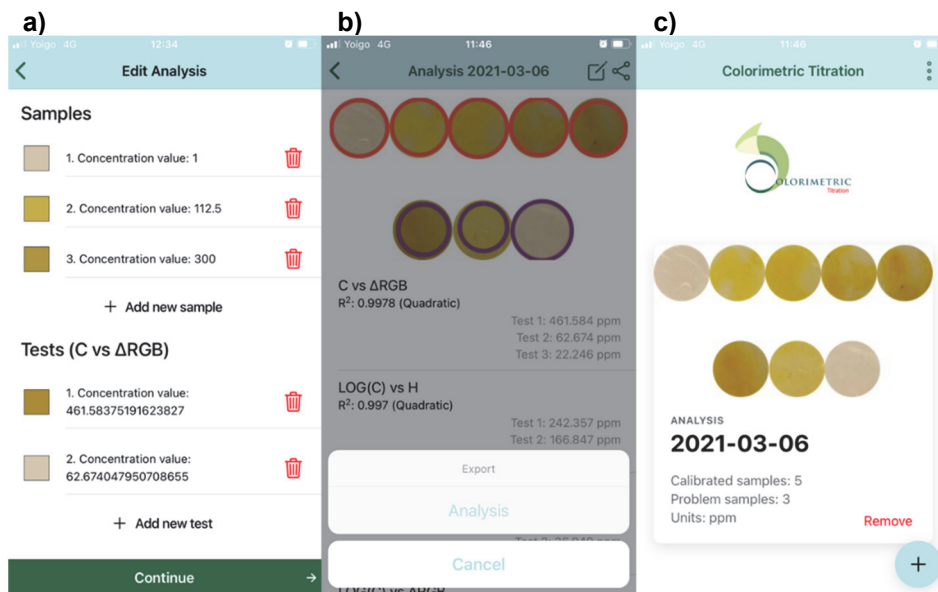 a)
Yoigo 4G 12:34
Edit Analysis
Samples
1. Concentration value: 1
2. Concentration value: 112.5
3. Concentration value: 300
+ Add new sample
Tests (C vs ΔRGB)
1. Concentration value:
461.58375191623827
2. Concentration value:
62.674047950708655
+ Add new test
Continue →
b)
Yoigo 4G 11:46
Analysis 2021-03-06
C vs ΔRGB
R²: 0.9978 (Quadratic)
Test 1: 461.584 ppm
Test 2: 62.674 ppm
Test 3: 22.246 ppm
LOG(C) vs H
R²: 0.997 (Quadratic)
Test 1: 242.357 ppm
Test 2: 166.847 ppm
Export
Analysis
Cancel
LOG(C) vs ΔRGB
c)
Yoigo 4G 11:46
Colorimetric Titration
COLORIMETRIC
Titration
ANALYSIS
2021-03-06
Calibrated samples: 5
Problem samples: 3
Units: ppm
Remove
+